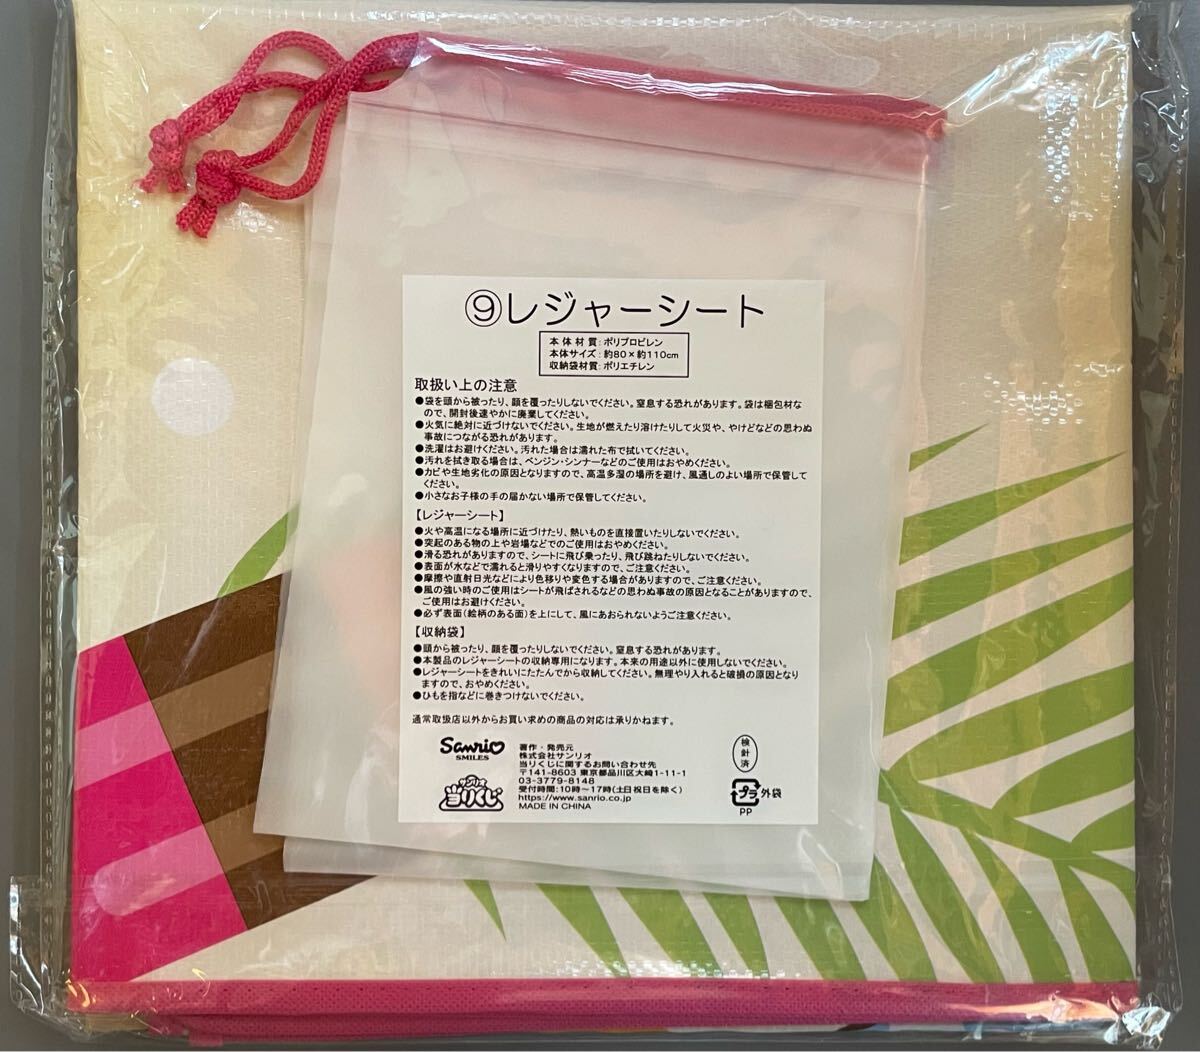 ⑨レジャーシート
本体材質:ポリプロピレン
本体サイズ:約80×約110cm
収納袋材質:ポリエチレン
取扱い上の注意
●袋を頭から被ったり、顔を覆ったりしないでください。窒息する恐れがあります。袋は梱包材な
ので、開封後速やかに廃棄してください。
●火気に絶対に近づけないでください。生地が燃えたり溶けたりして火災や、やけどなどの思わぬ
事故につながる恐れがあります。
●洗濯はお避けください。汚れた場合は濡れた布で拭いてください。
●汚れを拭き取る場合は、ベンジン・シンナーなどのご使用はおやめください。
●カビや生地劣化の原因となりますので、高温多湿の場所を避け、風通しのよい場所で保管して
ください。
●小さなお子様の手の届かない場所で保管してください。
【レジャーシート】
●火や高温になる場所に近づけたり、熱いものを直接置いたりしないでください。
●突起のある物の上や岩場などでのご使用はおやめください。
●滑る恐れがありますので、シートに飛び乗ったり、飛び跳ねたりしないでください。
●表面が水などで濡れると滑りやすくなりますので、ご注意ください。
●摩擦や直射日光などにより色移りや変色する場合がありますので、ご注意ください。
●風の強い時のご使用はシートが飛ばされるなどの思わぬ事故の原因となることがありますので、
ご使用はお避けください。
●必ず表面(絵柄のある面)を上にして、風にあおられないようご注意ください。
【収納袋】
●頭から被ったり、顔を覆ったりしないでください。窒息する恐れがあります。
●本製品のレジャーシートの収納専用になります。本来の用途以外に使用しないでください。
●レジャーシートをきれいにたたんでから収納してください。無理やり入れると破損の原因となり
ますので、おやめください。
●ひもを指などに巻きつけないでください。
通常取扱店以外からお買い求めの商品の対応は承りかねます。
Sanrio
SMILES
サンリオ
当りくじ
著作・発売元
株式会社サンリオ
当りくじに関するお問い合わせ先
〒141-8603 東京都品川区大崎1-11-1
03-3779-8148
受付時間:10時〜17時(土日祝日を除く)
https://www.sanrio.co.jp
MADE IN CHINA
検針済
プラ 外袋
PP